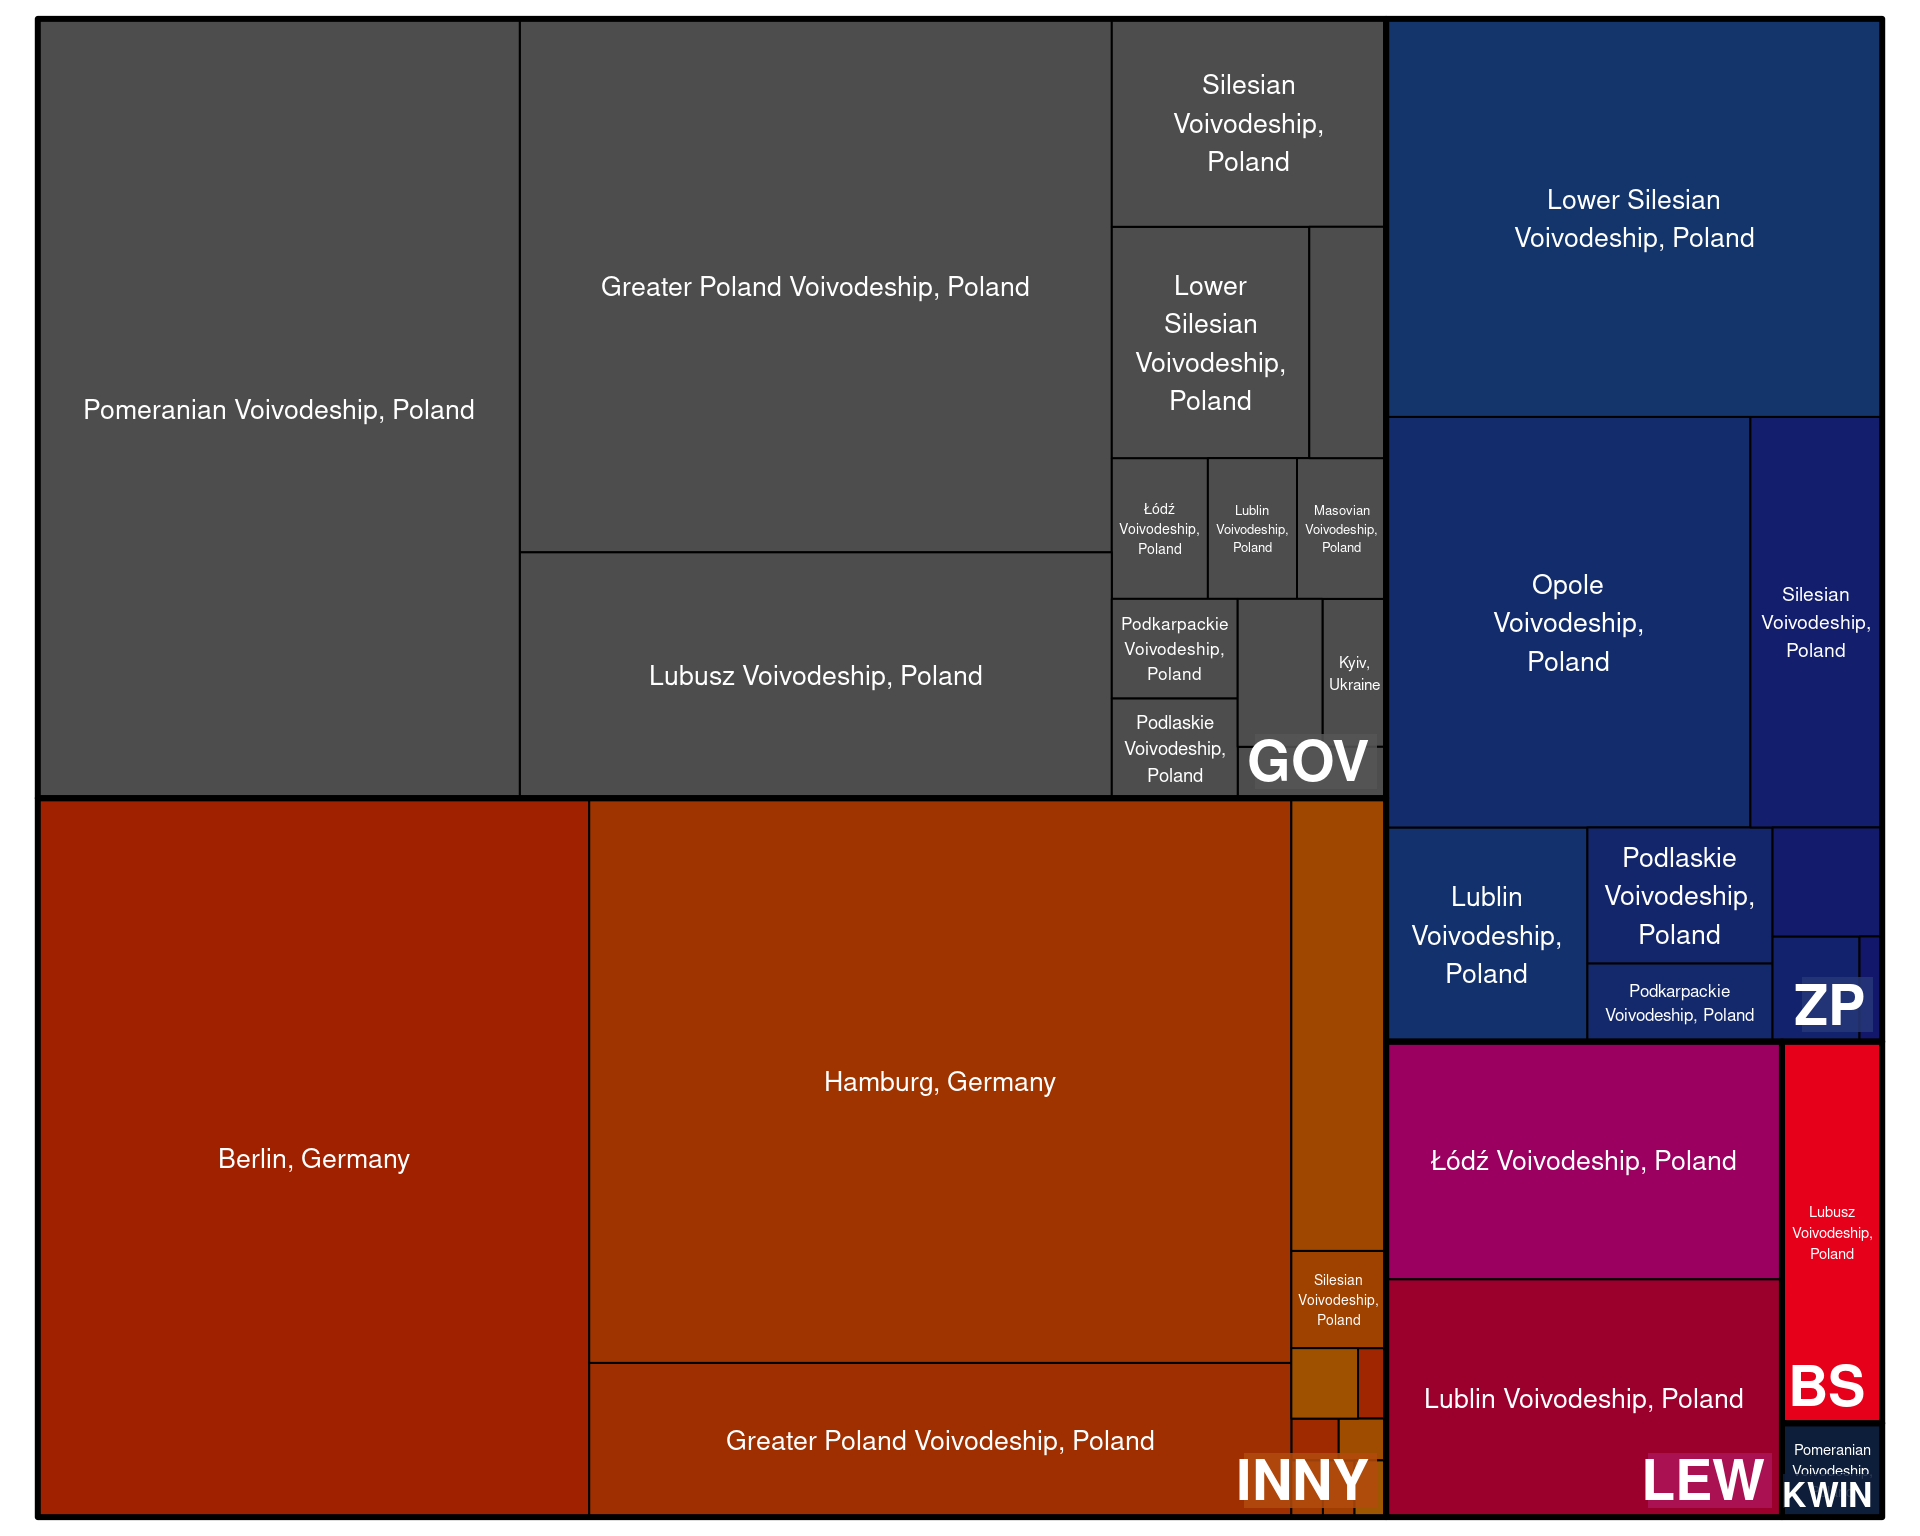 Pomeranian Voivodeship, Poland
Greater Poland Voivodeship, Poland
Lubusz Voivodeship, Poland
Silesian
Voivodeship,
Poland
Lower
Silesian
Voivodeship,
Poland
Łódź
Voivodeship,
Poland
Lublin
Voivodeship,
Poland
Masovian
Voivodeship,
Poland
Podkarpackie
Voivodeship,
Poland
Podlaskie
Voivodeship,
Poland
Kyiv,
Ukraine
GOV
Berlin, Germany
Hamburg, Germany
Greater Poland Voivodeship, Poland
Silesian
Voivodeship,
Poland
INNY
Lower Silesian
Voivodeship, Poland
Opole
Voivodeship,
Poland
Silesian
Voivodeship,
Poland
Lublin
Voivodeship,
Poland
Podlaskie
Voivodeship,
Poland
Podkarpackie
Voivodeship, Poland
ZP
Łódź Voivodeship, Poland
Lublin Voivodeship, Poland
LEW
Lubusz
Voivodeship,
Poland
BS
Pomeranian
Voivodeship,
KWIN